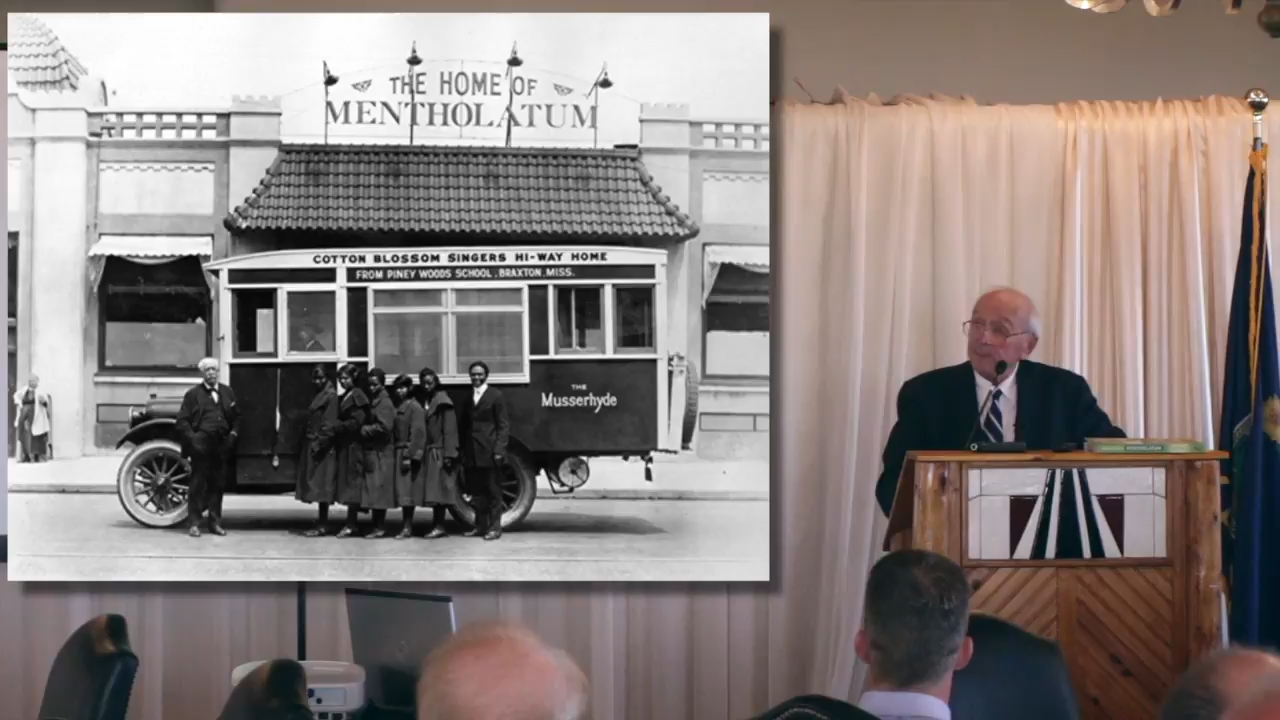 THE HOME OF
MENTHOLATUM
COTTON BLOSSOM SINGERS HI-WAY HOME
FROM PINEY WOODS SCHOOL, BRAXTON, MISS.
THE
Musserhyde